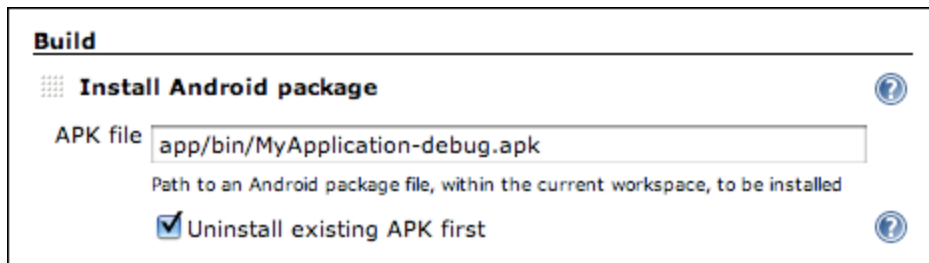 Build
Install Android package
APK file app/bin/MyApplication-debug.apk
Path to an Android package file, within the current workspace, to be installed
Uninstall existing APK first